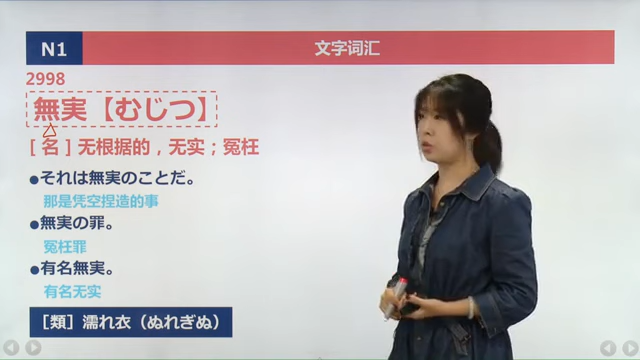 N1
文字词汇
2998
無実【むじつ】
[ 名 ] 无根据的，无实；冤枉
●それは無実のことだ。
那是凭空捏造的事
●無実の罪。
冤枉罪
●有名無実。
有名无实
[類] 濡れ衣（ぬれぎぬ）